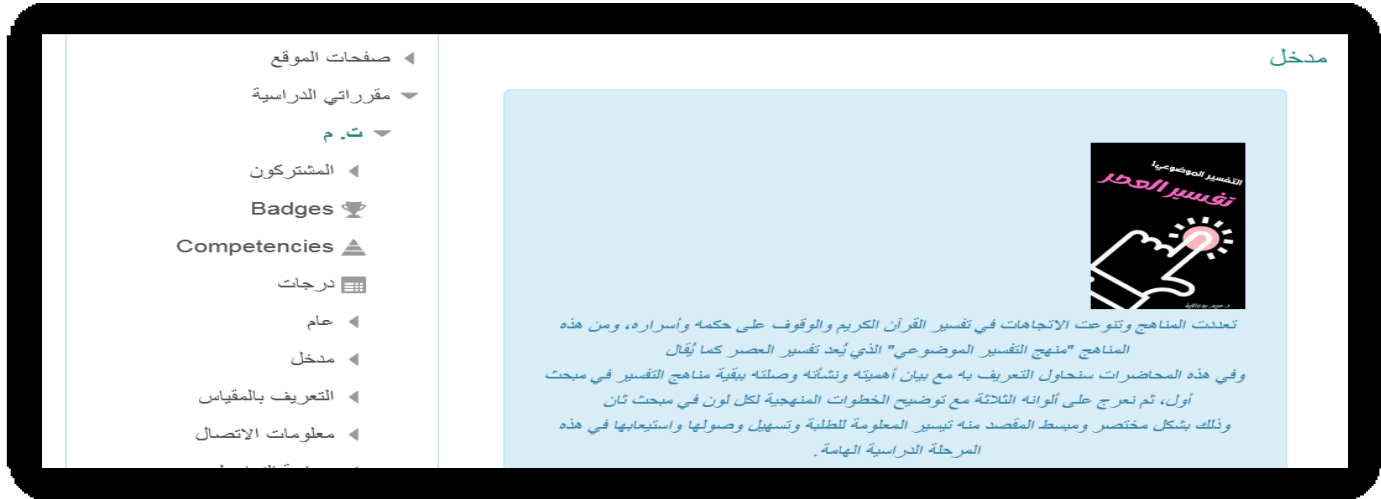 مدخل
التفسير الموضوعي1
تفسير العصر
تعددت المناهج وتنوعت الاتجاهات في تفسير القرآن الكريم والوقوف على حكمه وأسراره، ومن هذه
المناهج "منهج التفسير الموضوعي" الذي يُعد تفسير العصر كما يُقال
وفي هذه المحاضرات سنحاول التعريف به مع بيان أهميته ونشأته وصلته ببقية مناهج التفسير في مبحث
أول، ثم نعرج على ألوانه الثلاثة مع توضيح الخطوات المنهجية لكل لون في مبحث ثان
وذلك بشكل مختصر ومبسط المقصد منه تيسير المعلومة للطلبة وتسهيل وصولها واستيعابها في هذه
المرحلة الدراسية الهامة.
صفحات الموقع
مقرراتي الدراسية
ت. م
المشتركون
Badges
Competencies
درجات
عام
مدخل
التعريف بالمقياس
معلومات الاتصال